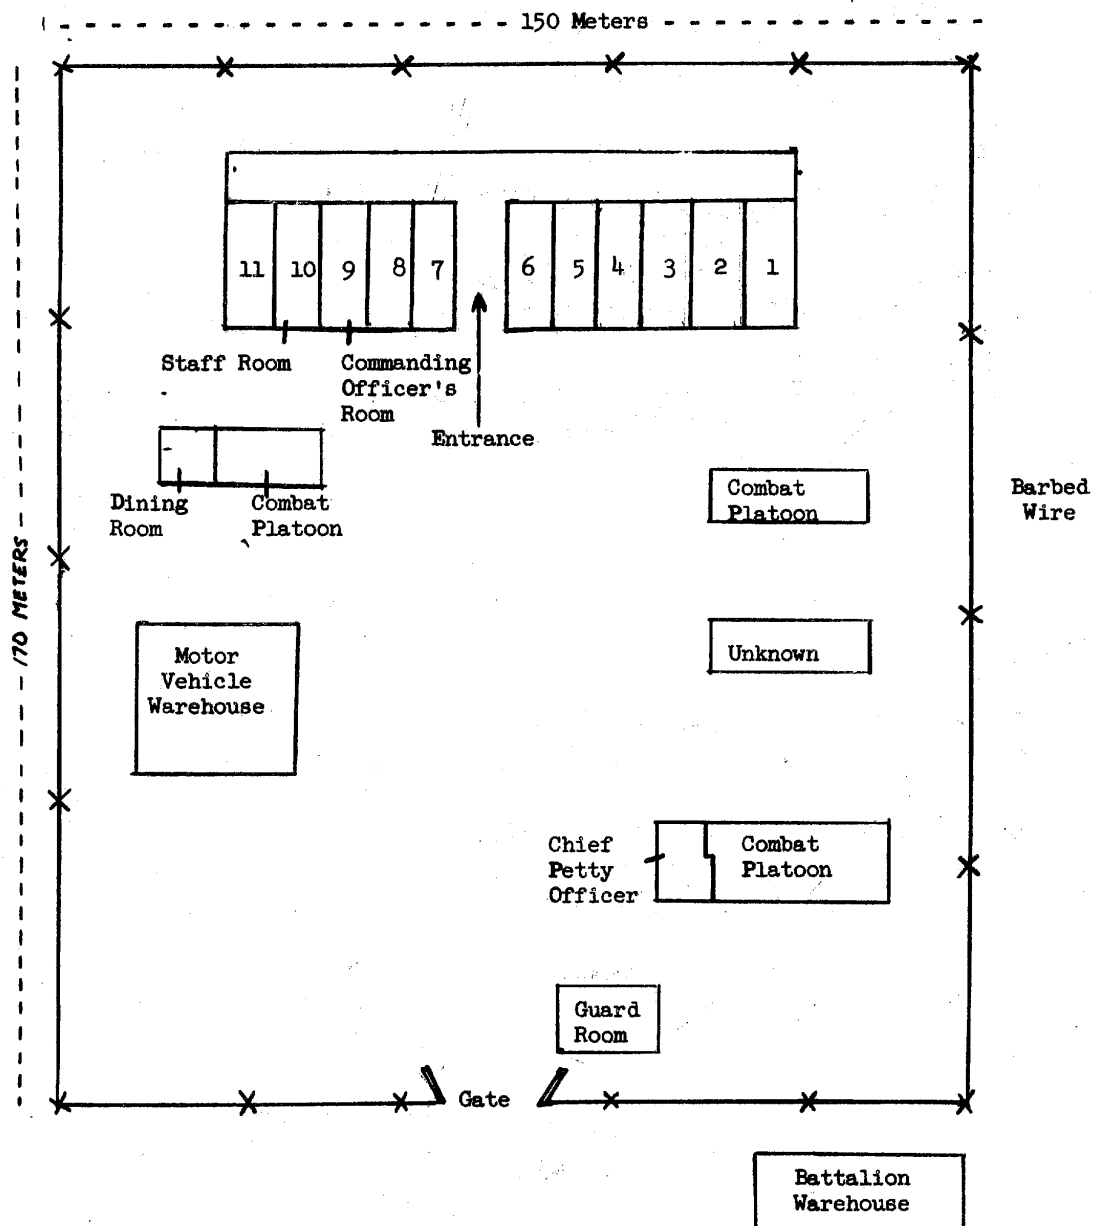 150 Meters
11 10 9 8 7 6 5 4 3 2 1
Staff Room
Commanding
Officer's
Room
Entrance
Dining
Room
Combat
Platoon
Combat
Platoon
Barbed
Wire
170 METERS
Unknown
Motor
Vehicle
Warehouse
Chief
Petty
Officer
Combat
Platoon
Guard
Room
Gate
Battalion
Warehouse